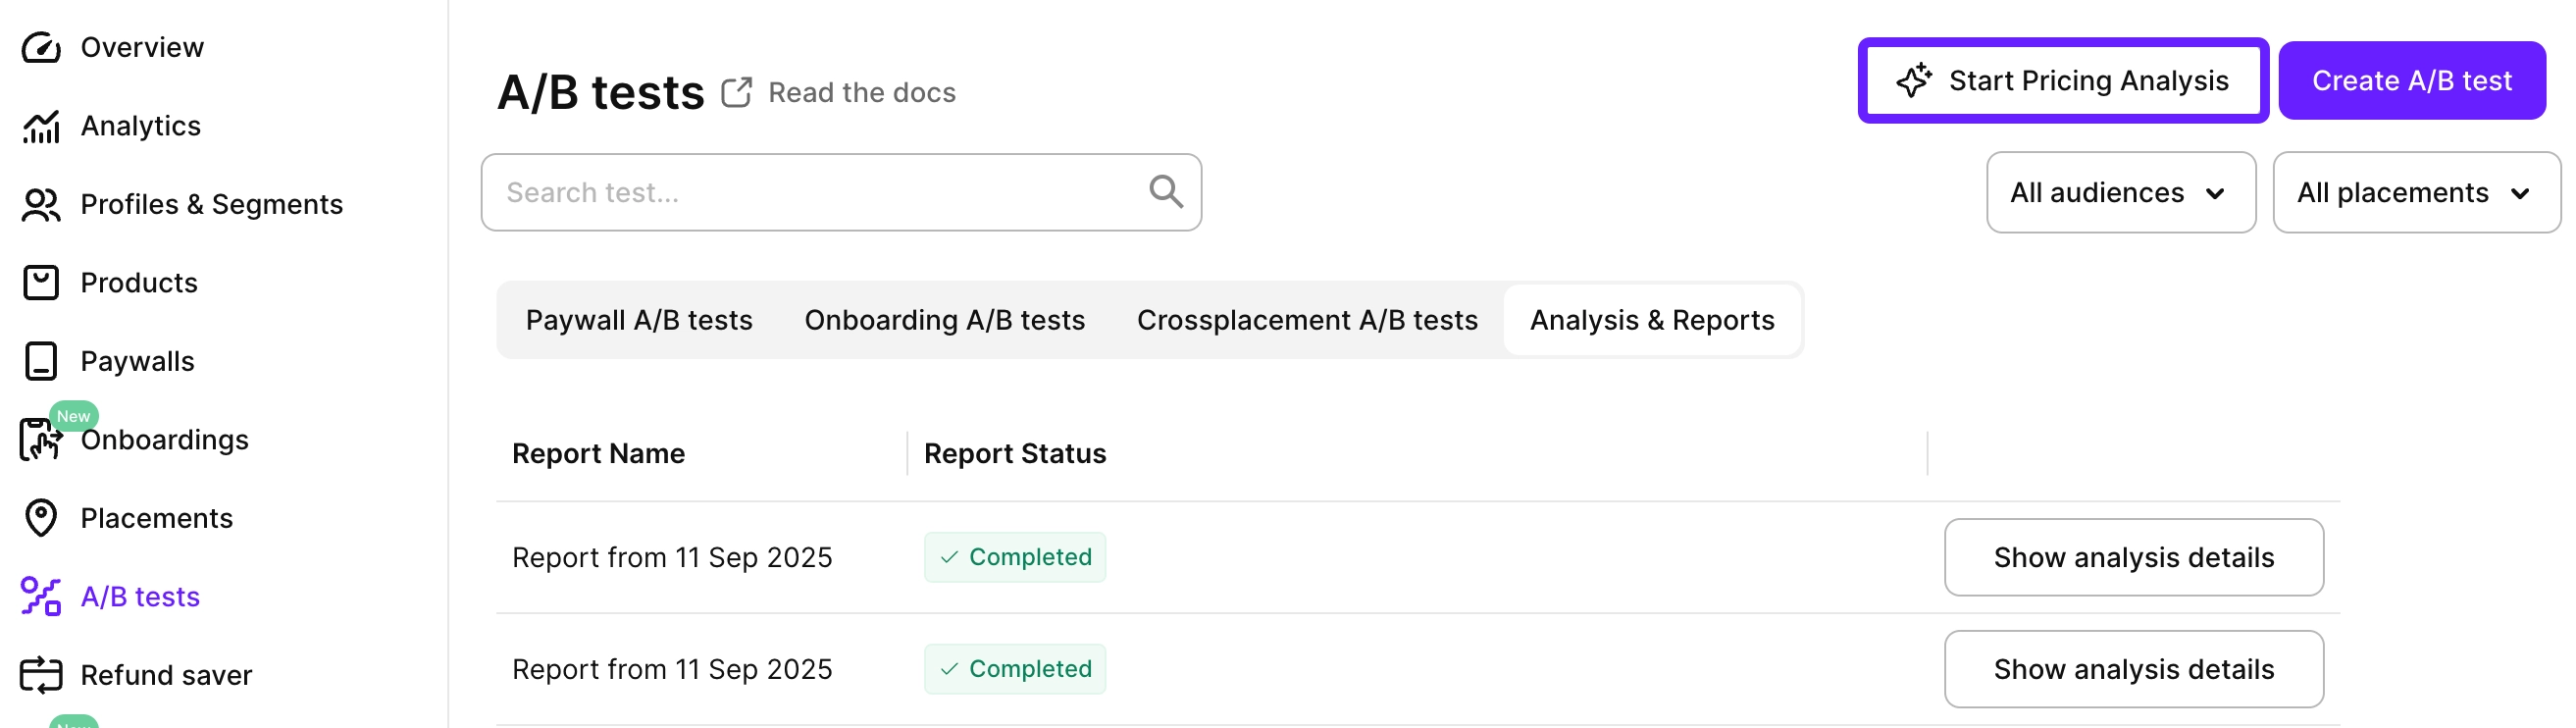 Overview
Analytics
Profiles & Segments
Products
Paywalls
New
Onboardings
Placements
A/B tests
Refund saver
New
A/B tests
Read the docs
Start Pricing Analysis
Create A/B test
Search test...
All audiences
All placements
Paywall A/B tests
Onboarding A/B tests
Crossplacement A/B tests
Analysis & Reports
Report Name
Report Status
Report from 11 Sep 2025
Completed
Show analysis details
Report from 11 Sep 2025
Completed
Show analysis details